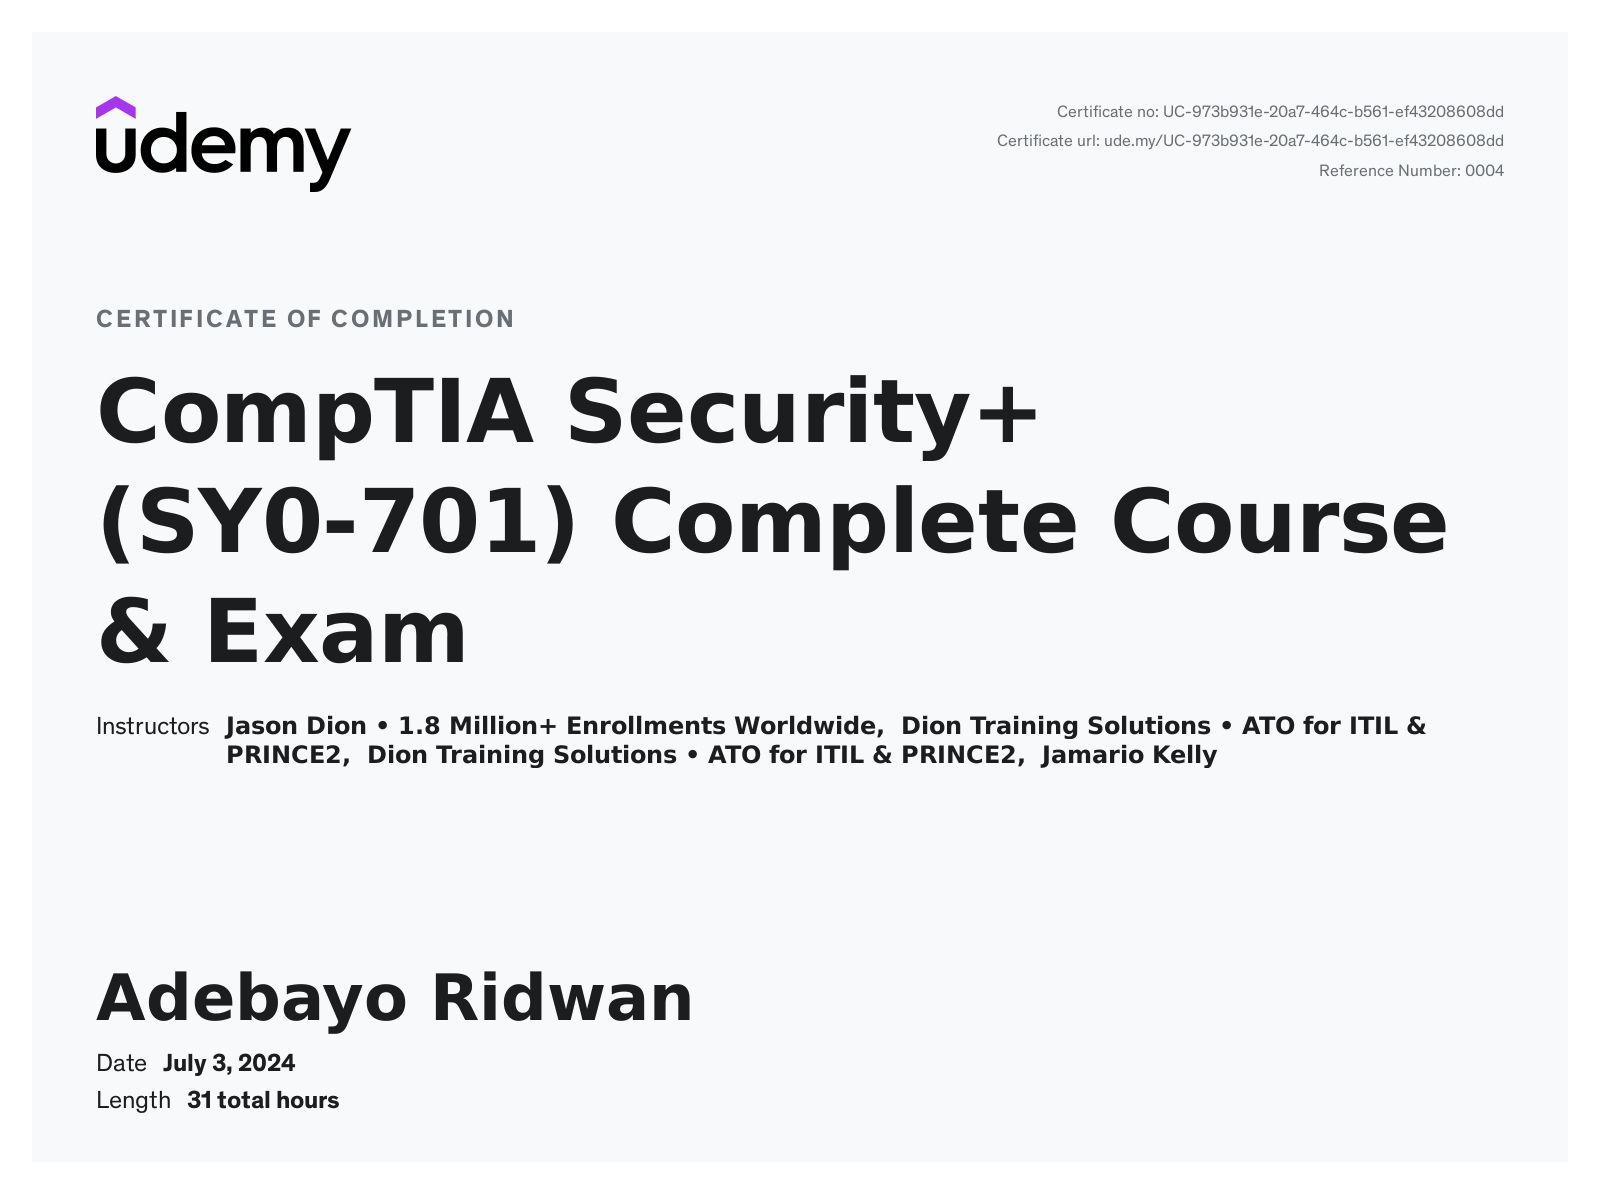 udemy
Certificate no: UC-973b931e-20a7-464c-b561-ef43208608dd
Certificate url: ude.my/UC-973b931e-20a7-464c-b561-ef43208608dd
Reference Number: 0004
CERTIFICATE OF COMPLETION
CompTIA Security+
(SY0-701) Complete Course
& Exam
Instructors Jason Dion • 1.8 Million+ Enrollments Worldwide, Dion Training Solutions • ATO for ITIL &
PRINCE2, Dion Training Solutions • ATO for ITIL & PRINCE2, Jamario Kelly
Adebayo Ridwan
Date July 3, 2024
Length 31 total hours